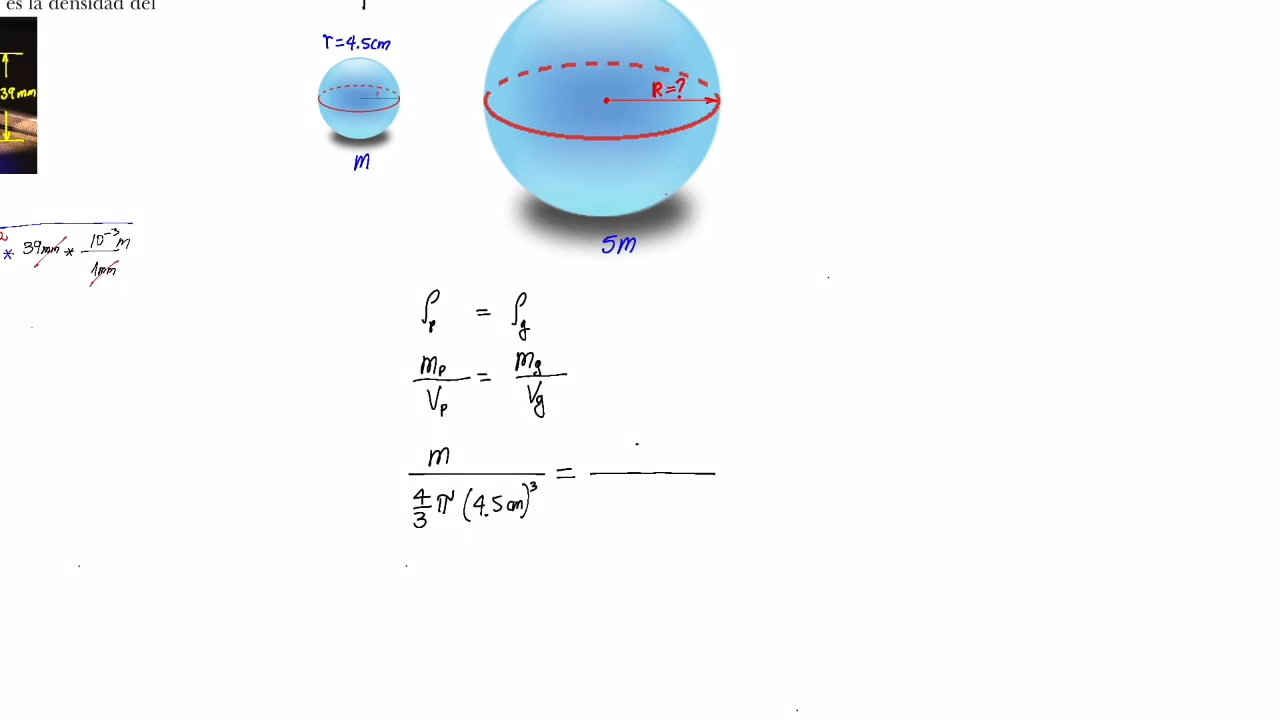 es la densidad del
39mm
* 39mm * 10⁻³m / 1mm
r=4.5cm
r
m
R=?
5m
ρp = ρg
mp / Vp = mg / Vg
m / 4/3 π (4.5cm)³ =